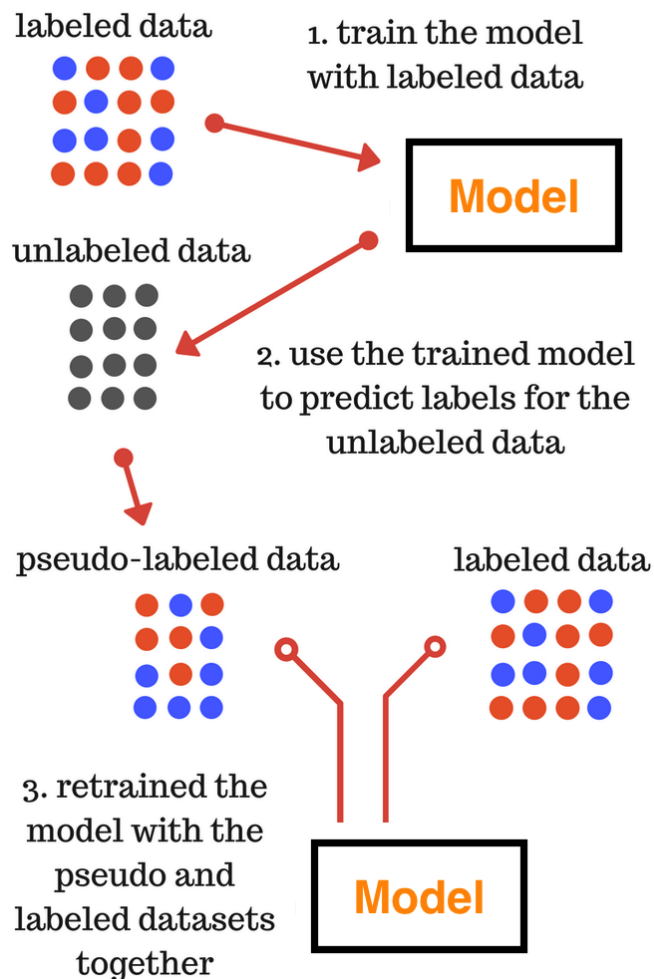 labeled data
1. train the model
with labeled data
Model
unlabeled data
2. use the trained model
to predict labels for the
unlabeled data
pseudo-labeled data
labeled data
3. retrained the
model with the
pseudo and
labeled datasets
together
Model